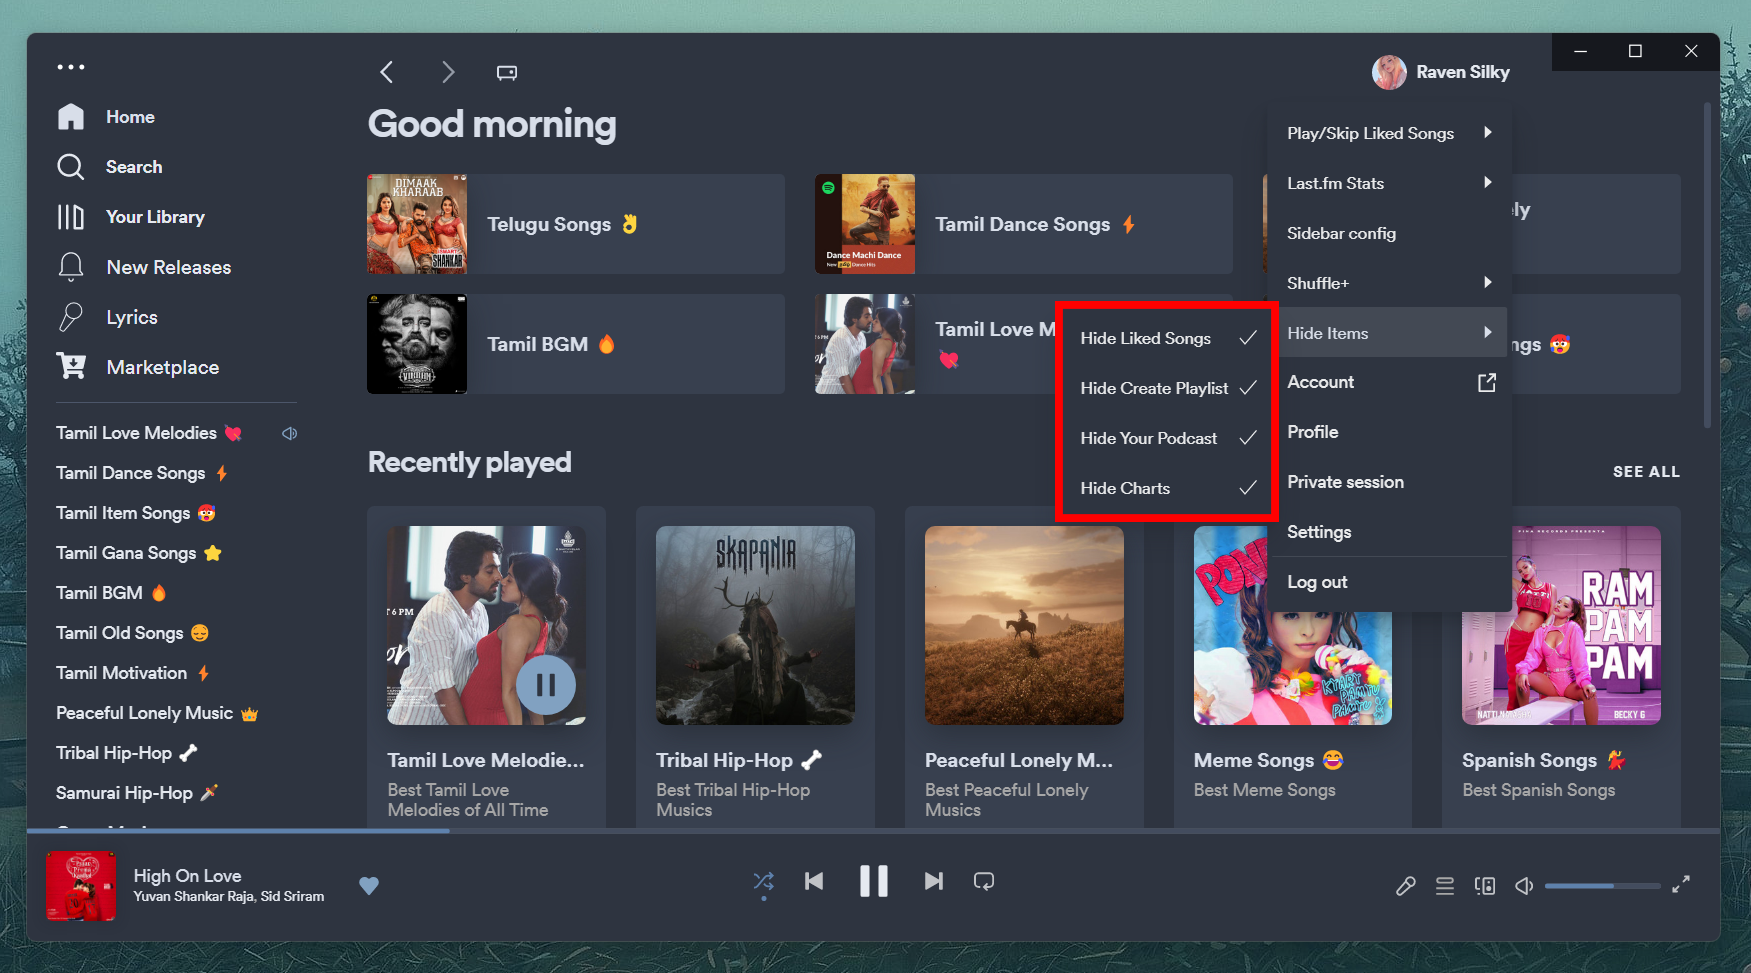 Home
Search
Your Library
New Releases
Lyrics
Marketplace
Tamil Love Melodies 💘
Tamil Dance Songs ⚡
Tamil Item Songs 🥵
Tamil Gana Songs ⭐
Tamil BGM 🔥
Tamil Old Songs 😌
Tamil Motivation ⚡
Peaceful Lonely Music 👑
Tribal Hip-Hop 🦴
Samurai Hip-Hop 🗡️
Raven Silky
Good morning
DIMAAK
KHARAAB
SHANKAR
Telugu Songs 👌
Dance Machi Dance
Tamil Dance Songs ⚡
ly
VIKRAM
Tamil BGM 🔥
Tamil Love M
💘
ngs 🥵
Play/Skip Liked Songs
Last.fm Stats
Sidebar config
Shuffle+
Hide Items
Account
Profile
Private session
Settings
Log out
Hide Liked Songs
Hide Create Playlist
Hide Your Podcast
Hide Charts
Recently played
SEE ALL
6 PM
Tamil Love Melodie...
Best Tamil Love
Melodies of All Time
SKAPANIR
Tribal Hip-Hop 🦴
Best Tribal Hip-Hop
Musics
Peaceful Lonely M...
Best Peaceful Lonely
Musics
PON
Meme Songs 😂
Best Meme Songs
RAM
PAM
PAM
BECKY G
Spanish Songs 💃
Best Spanish Songs
High On Love
Yuvan Shankar Raja, Sid Sriram